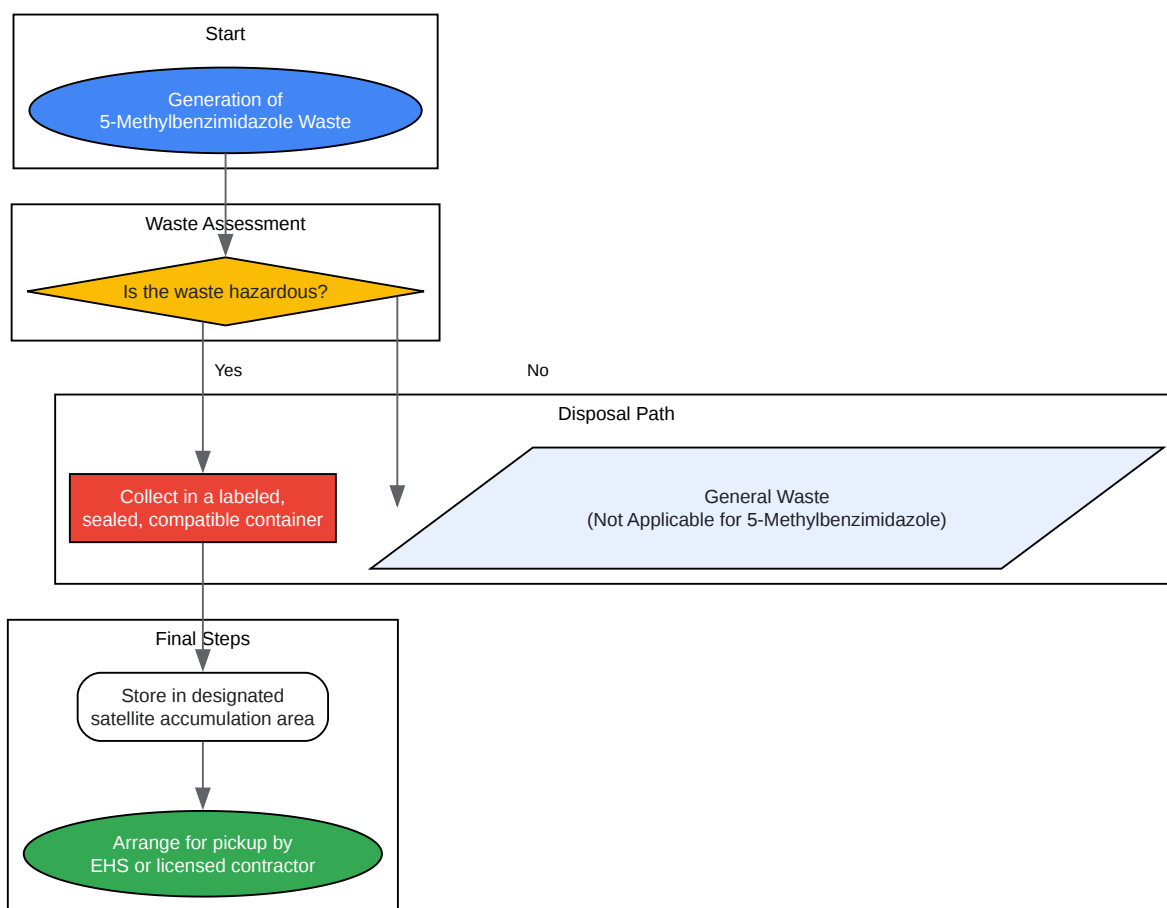 Start
Generation of
5-Methylbenzimidazole Waste
Waste Assessment
Is the waste hazardous?
Yes
No
Disposal Path
Collect in a labeled,
sealed, compatible container
General Waste
(Not Applicable for 5-Methylbenzimidazole)
Final Steps
Store in designated
satellite accumulation area
Arrange for pickup by
EHS or licensed contractor